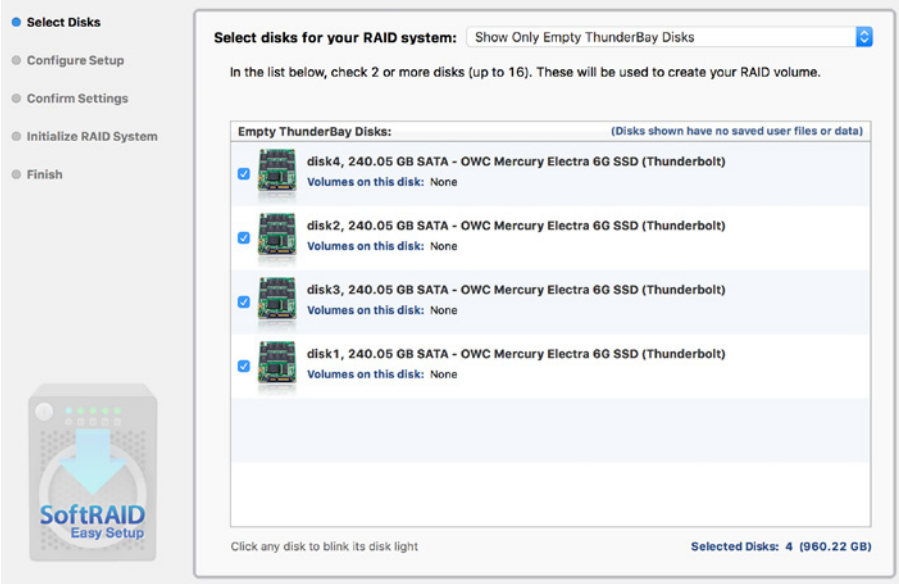 Select Disks
Configure Setup
Confirm Settings
Initialize RAID System
Finish
SoftRAID
Easy Setup
Select disks for your RAID system: Show Only Empty ThunderBay Disks
In the list below, check 2 or more disks (up to 16). These will be used to create your RAID volume.
Empty ThunderBay Disks: (Disks shown have no saved user files or data)
disk4, 240.05 GB SATA - OWC Mercury Electra 6G SSD (Thunderbolt)
Volumes on this disk: None
disk2, 240.05 GB SATA - OWC Mercury Electra 6G SSD (Thunderbolt)
Volumes on this disk: None
disk3, 240.05 GB SATA - OWC Mercury Electra 6G SSD (Thunderbolt)
Volumes on this disk: None
disk1, 240.05 GB SATA - OWC Mercury Electra 6G SSD (Thunderbolt)
Volumes on this disk: None
Click any disk to blink its disk light
Selected Disks: 4 (960.22 GB)